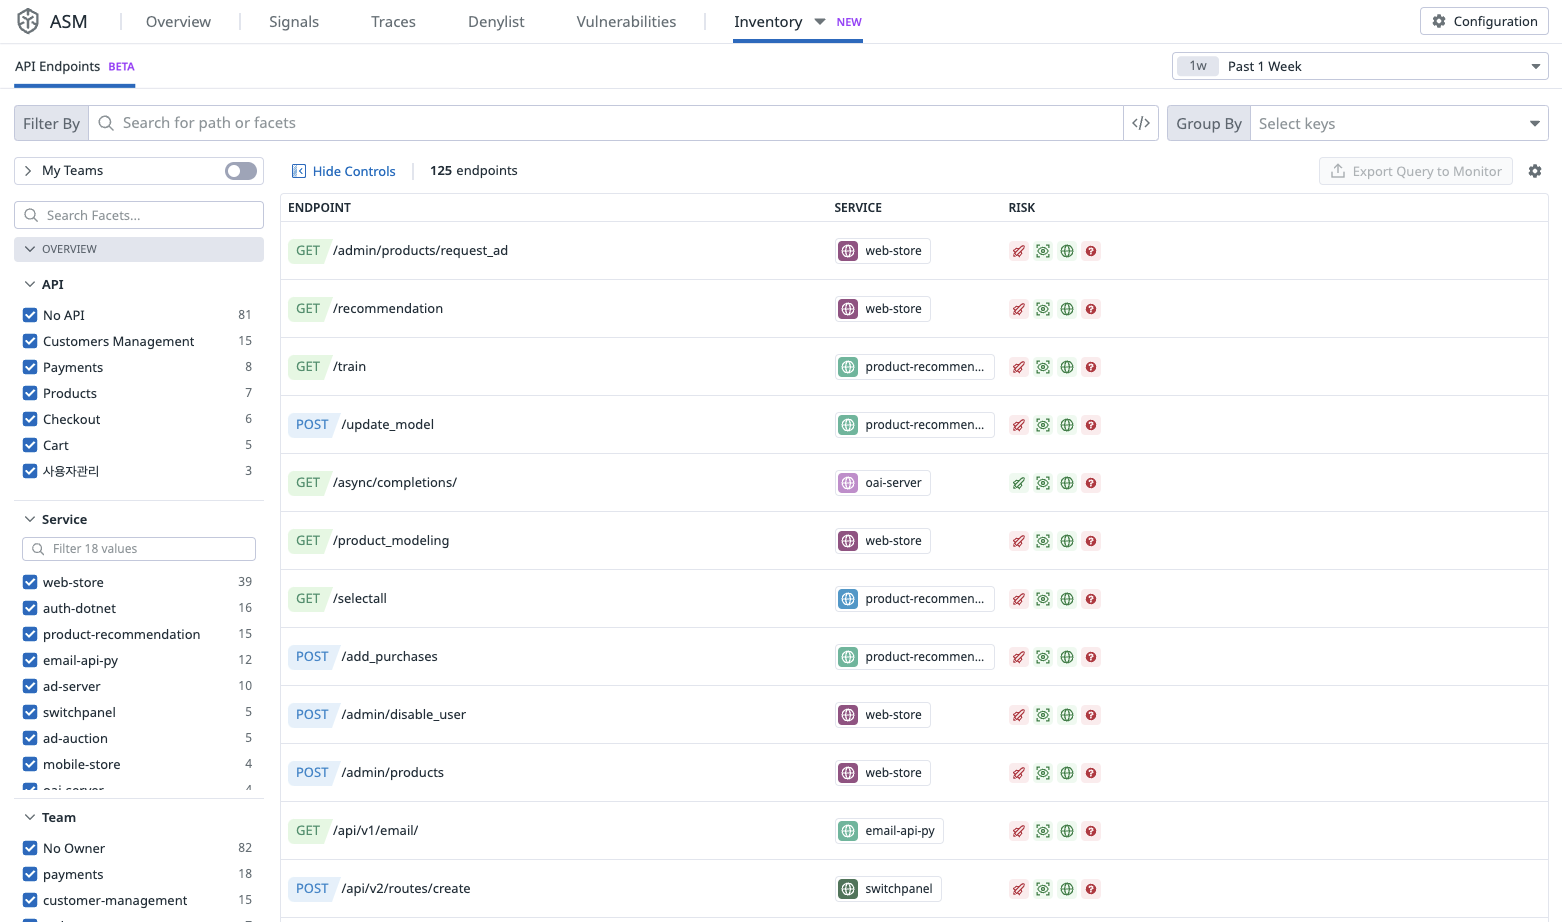 ASM
Overview
Signals
Traces
Denylist
Vulnerabilities
Inventory
NEW
Configuration
API Endpoints BETA
1w Past 1 Week
Filter By
Search for path or facets
</>
Group By
Select keys
My Teams
Hide Controls
125 endpoints
Export Query to Monitor
Search Facets...
OVERVIEW
API
No API 81
Customers Management 15
Payments 8
Products 7
Checkout 6
Cart 5
사용자관리 3
Service
Filter 18 values
web-store 39
auth-dotnet 16
product-recommendation 15
email-api-py 12
ad-server 10
switchpanel 5
ad-auction 5
mobile-store 4
oai-server 4
Team
No Owner 82
payments 18
customer-management 15
ENDPOINT SERVICE RISK
GET /admin/products/request_ad web-store
GET /recommendation web-store
GET /train product-recommen...
POST /update_model product-recommen...
GET /async/completions/ oai-server
GET /product_modeling web-store
GET /selectall product-recommen...
POST /add_purchases product-recommen...
POST /admin/disable_user web-store
POST /admin/products web-store
GET /api/v1/email/ email-api-py
POST /api/v2/routes/create switchpanel